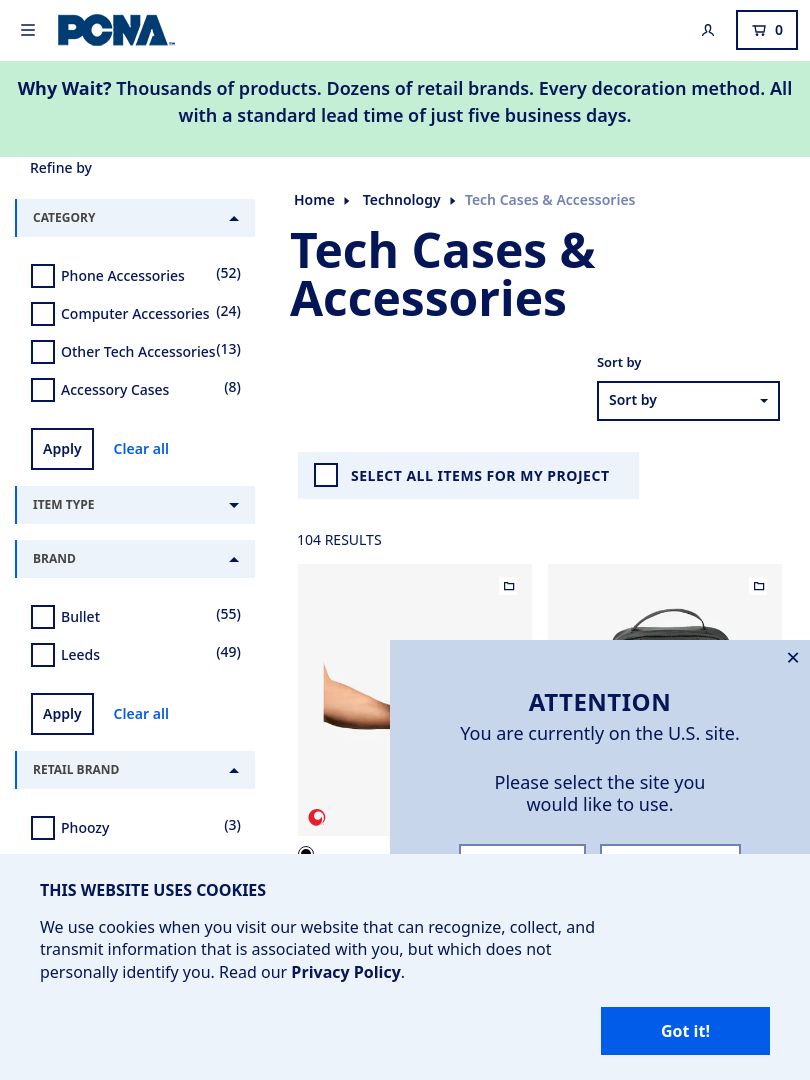 PCNA
0
Why Wait? Thousands of products. Dozens of retail brands. Every decoration method. All
with a standard lead time of just five business days.
Refine by
CATEGORY
Phone Accessories (52)
Computer Accessories (24)
Other Tech Accessories (13)
Accessory Cases (8)
Apply Clear all
ITEM TYPE
BRAND
Bullet (55)
Leeds (49)
Apply Clear all
RETAIL BRAND
Phoozy (3)
Home Technology Tech Cases & Accessories
Tech Cases &
Accessories
Sort by
Sort by
SELECT ALL ITEMS FOR MY PROJECT
104 RESULTS
ATTENTION
You are currently on the U.S. site.
Please select the site you
would like to use.
THIS WEBSITE USES COOKIES
We use cookies when you visit our website that can recognize, collect, and
transmit information that is associated with you, but which does not
personally identify you. Read our Privacy Policy.
Got it!